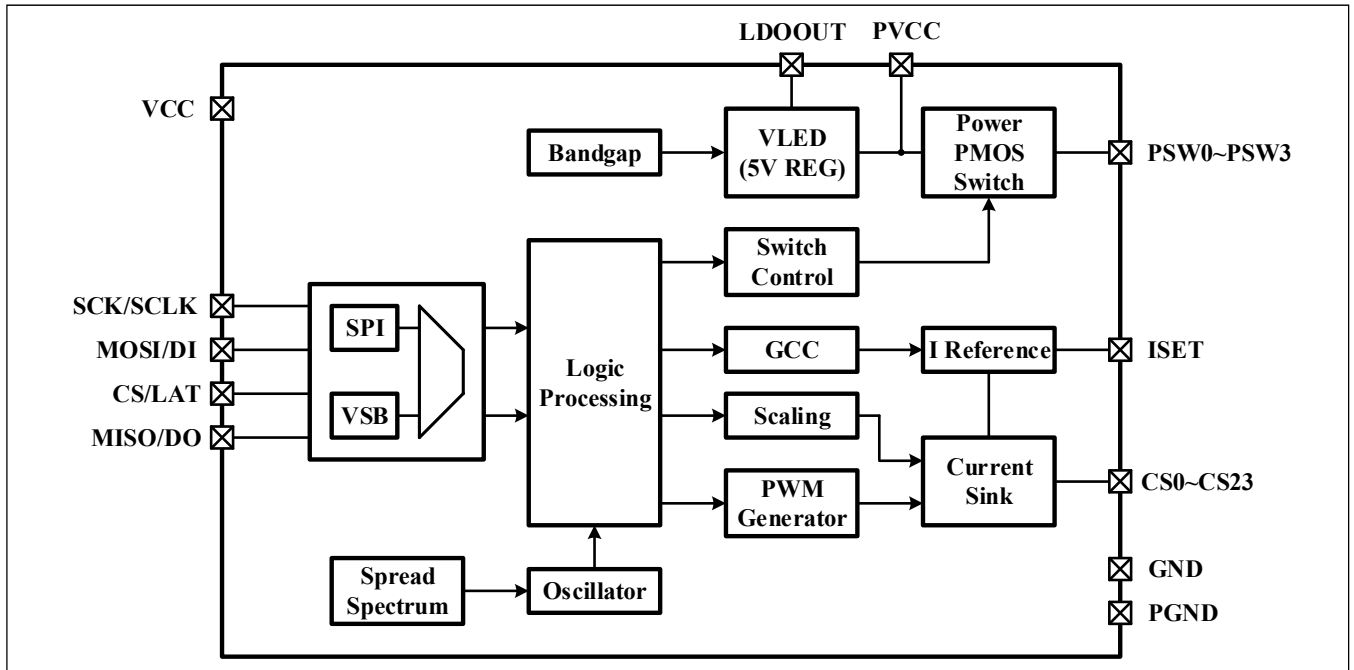 LDOOUT
PVCC
VCC
Bandgap
VLED
(5V REG)
Power
PMOS
Switch
PSW0~PSW3
Switch
Control
SCK/SCLK
MOSI/DI
CS/LAT
MISO/DO
SPI
VSB
Logic
Processing
GCC
I Reference
ISET
Scaling
PWM
Generator
Current
Sink
CS0~CS23
Spread
Spectrum
Oscillator
GND
PGND